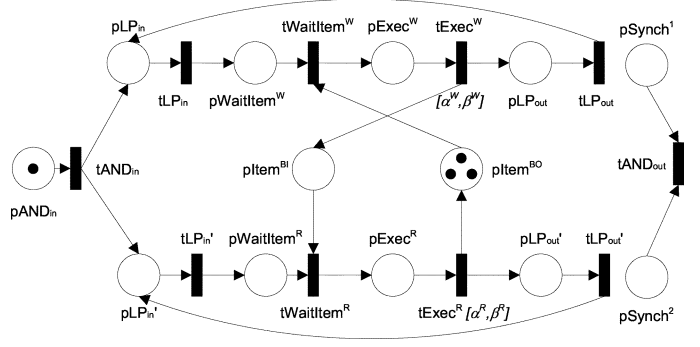 pLPin tWaitItemᵂ pExecᵂ tExecᵂ pSynch¹
tLPin pWaitItemᵂ [αᵂ,βᵂ] pLPout tLPout
tANDin pItemᴮᴵ pItemᴮᴼ tANDout
pANDin
tLPin' pWaitItemᴿ pExecᴿ pLPout' tLPout'
pLPin' tWaitItemᴿ tExecᴿ [αᴿ,βᴿ] pSynch²